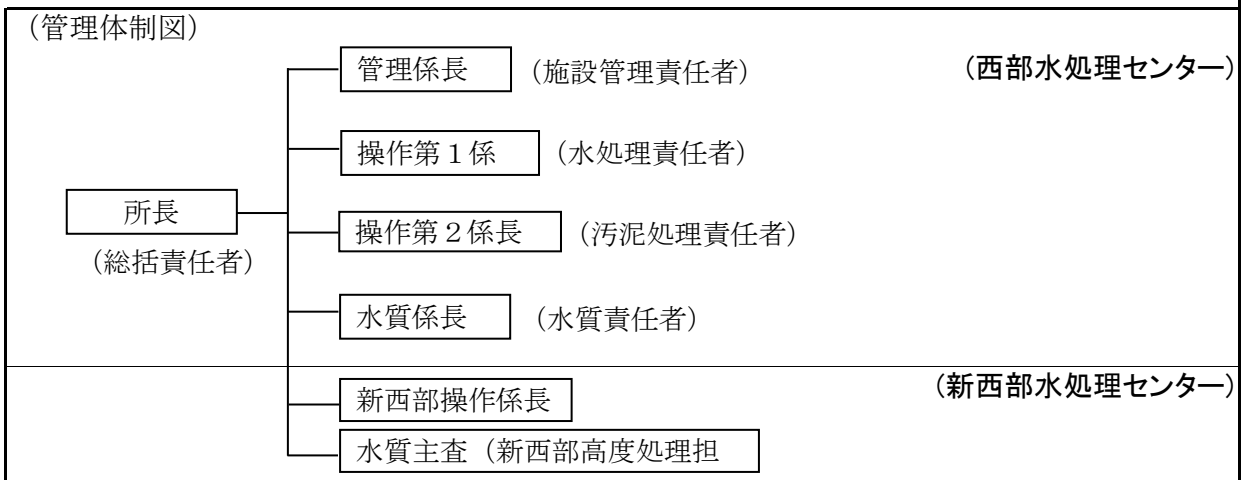 （管理体制図）
管理係長 （施設管理責任者） （西部水処理センター）
操作第１係 （水処理責任者）
所長
（総括責任者）
操作第２係長 （汚泥処理責任者）
水質係長 （水質責任者）
（新西部水処理センター）
新西部操作係長
水質主査（新西部高度処理担